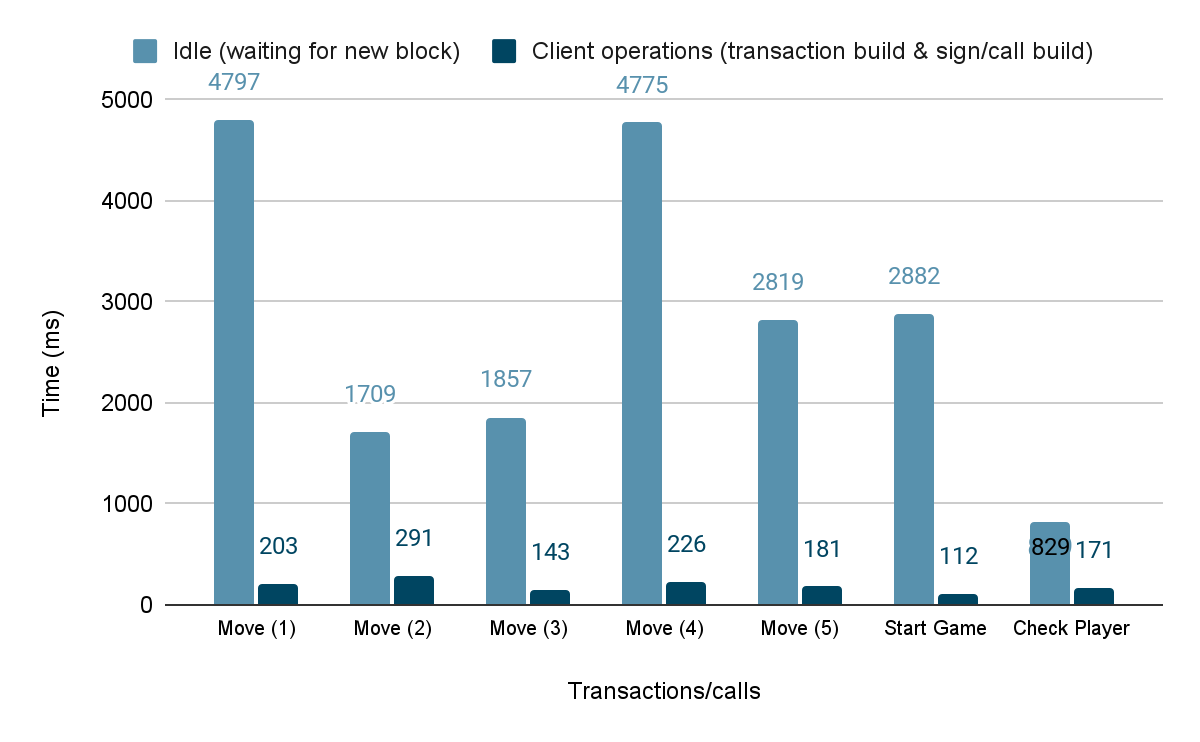 Idle (waiting for new block) Client operations (transaction build & sign/call build)
4797 4775
5000
4000
3000
2000
1000
0
Time (ms)
2819 2882
1709 1857
203 291 143 226 181 112 829 171
Move (1) Move (2) Move (3) Move (4) Move (5) Start Game Check Player
Transactions/calls